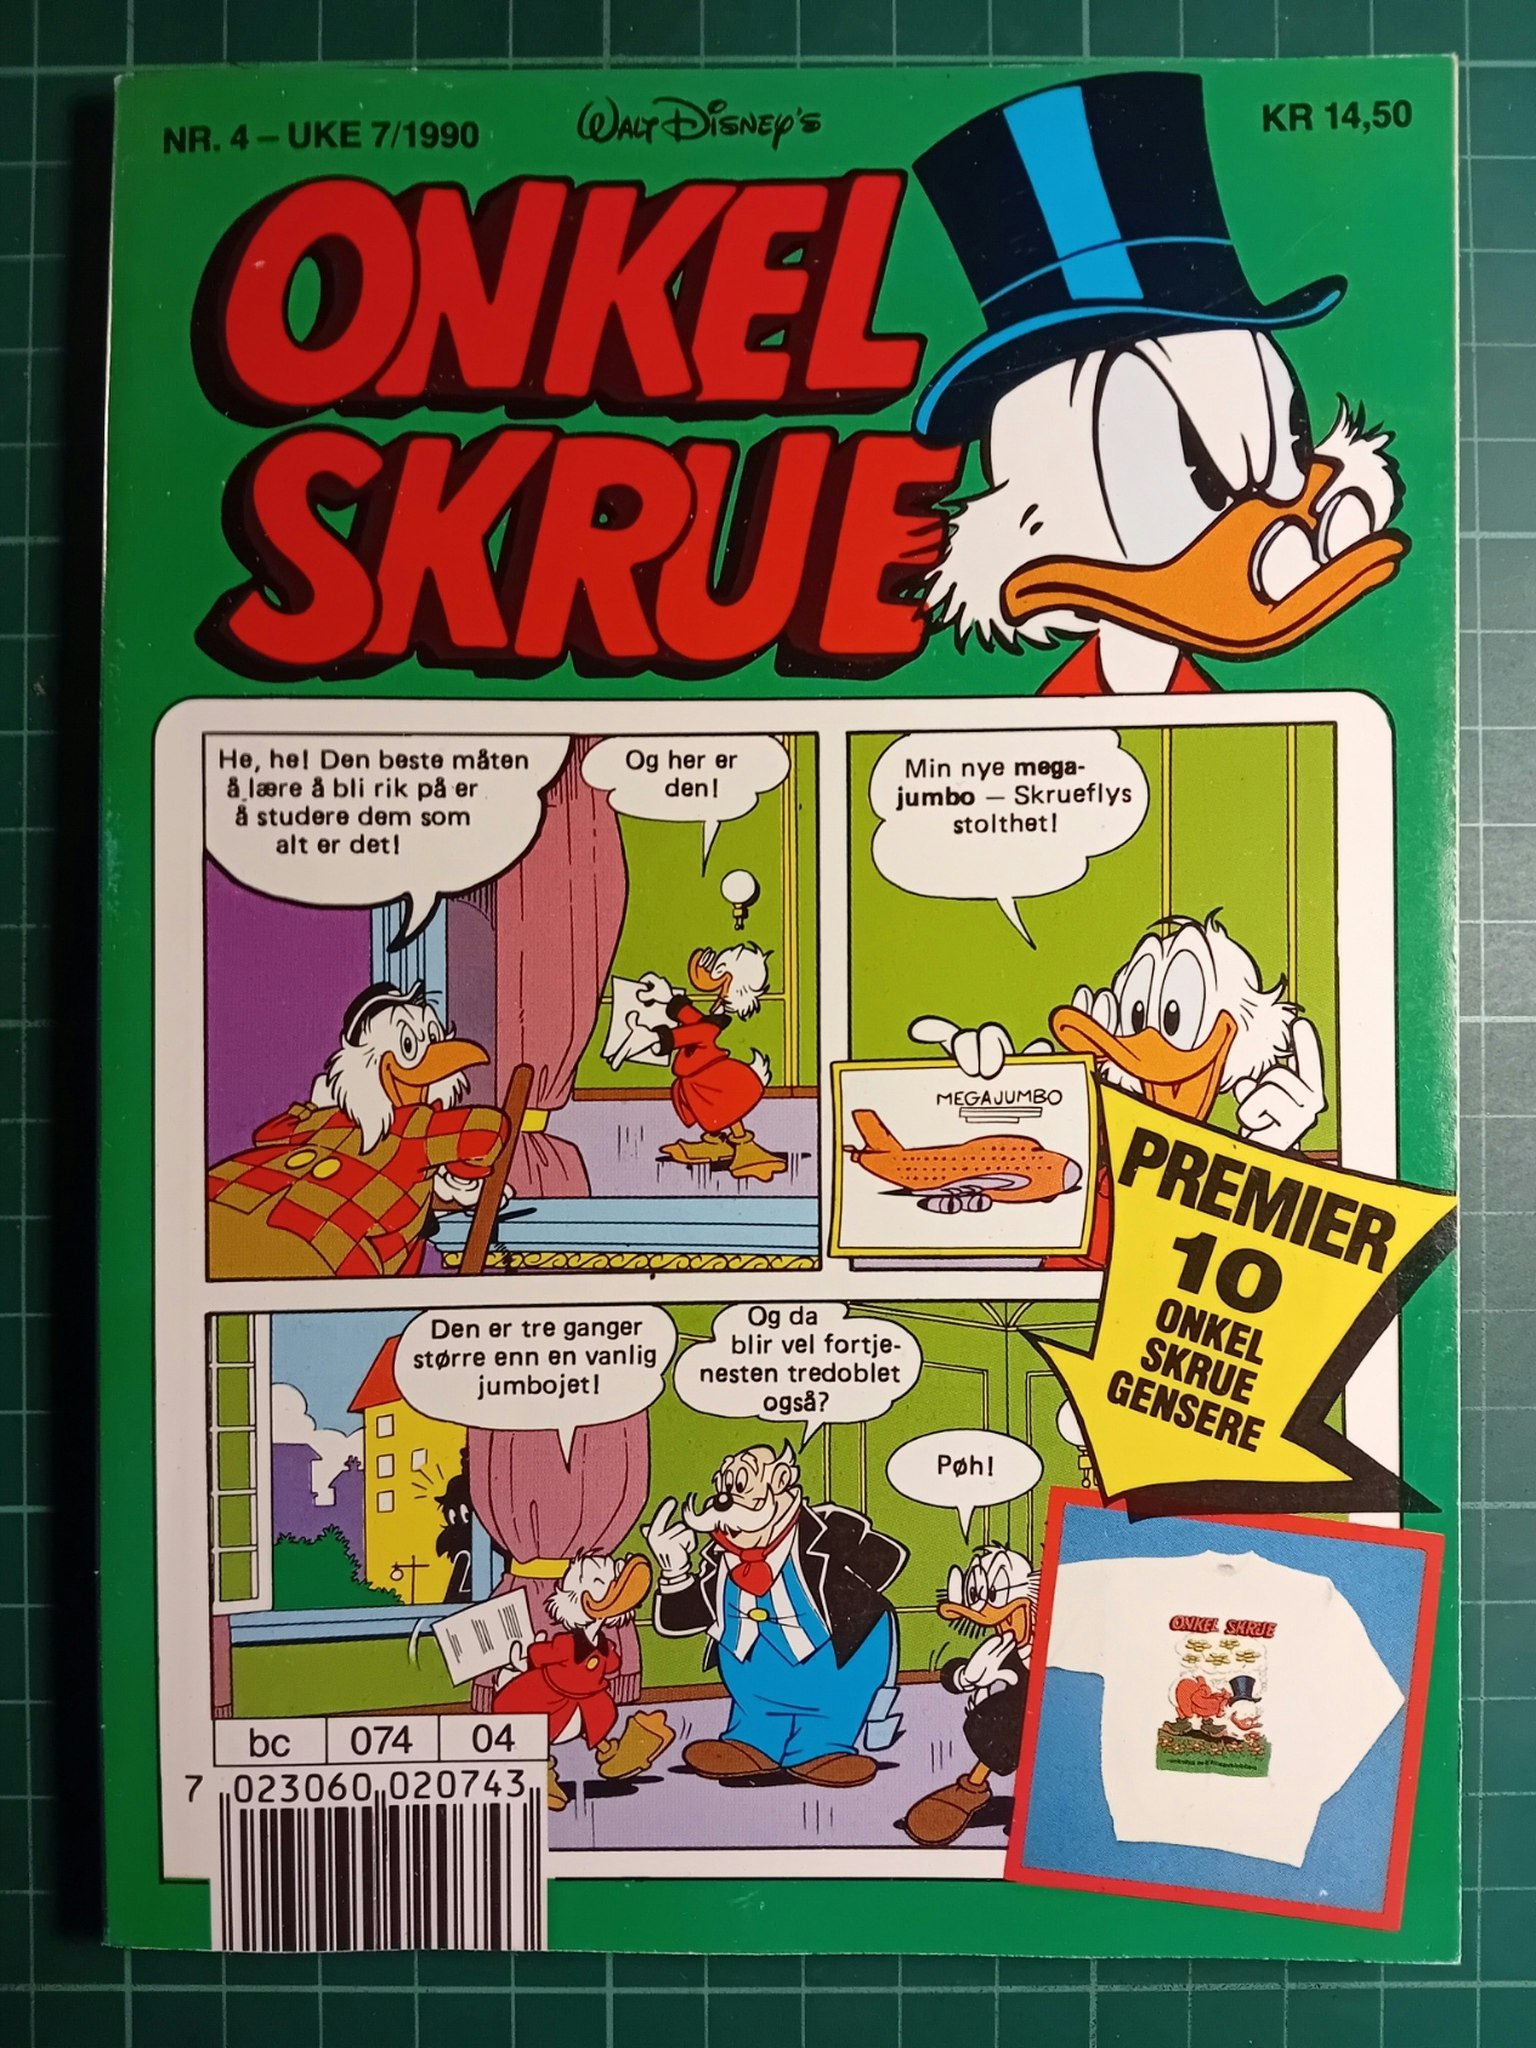 NR. 4 – UKE 7/1990
WALT DISNEY'S
KR 14,50
ONKEL
SKRUE
He, he! Den beste måten
å lære å bli rik på er
å studere dem som
alt er det!
Og her er
den!
Min nye mega-
jumbo — Skrueflys
stolthet!
MEGAJUMBO
PREMIER
10
ONKEL
SKRUE
GENSERE
Den er tre ganger
større enn en vanlig
jumbojet!
Og da
blir vel fortje-
nesten tredoblet
også?
Pøh!
ONKEL SKRUE
bc 074 04
7 023060 020743